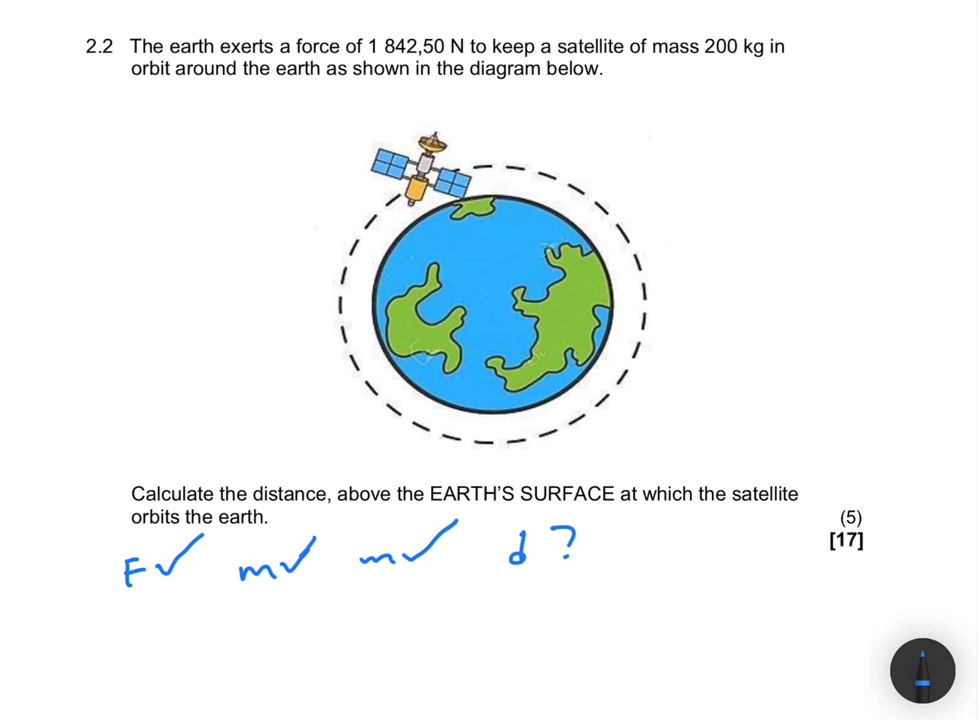 2.2 The earth exerts a force of 1 842,50 N to keep a satellite of mass 200 kg in
orbit around the earth as shown in the diagram below.
Calculate the distance, above the EARTH'S SURFACE at which the satellite
orbits the earth.
(5)
[17]
F✓ m✓ m✓ d ?